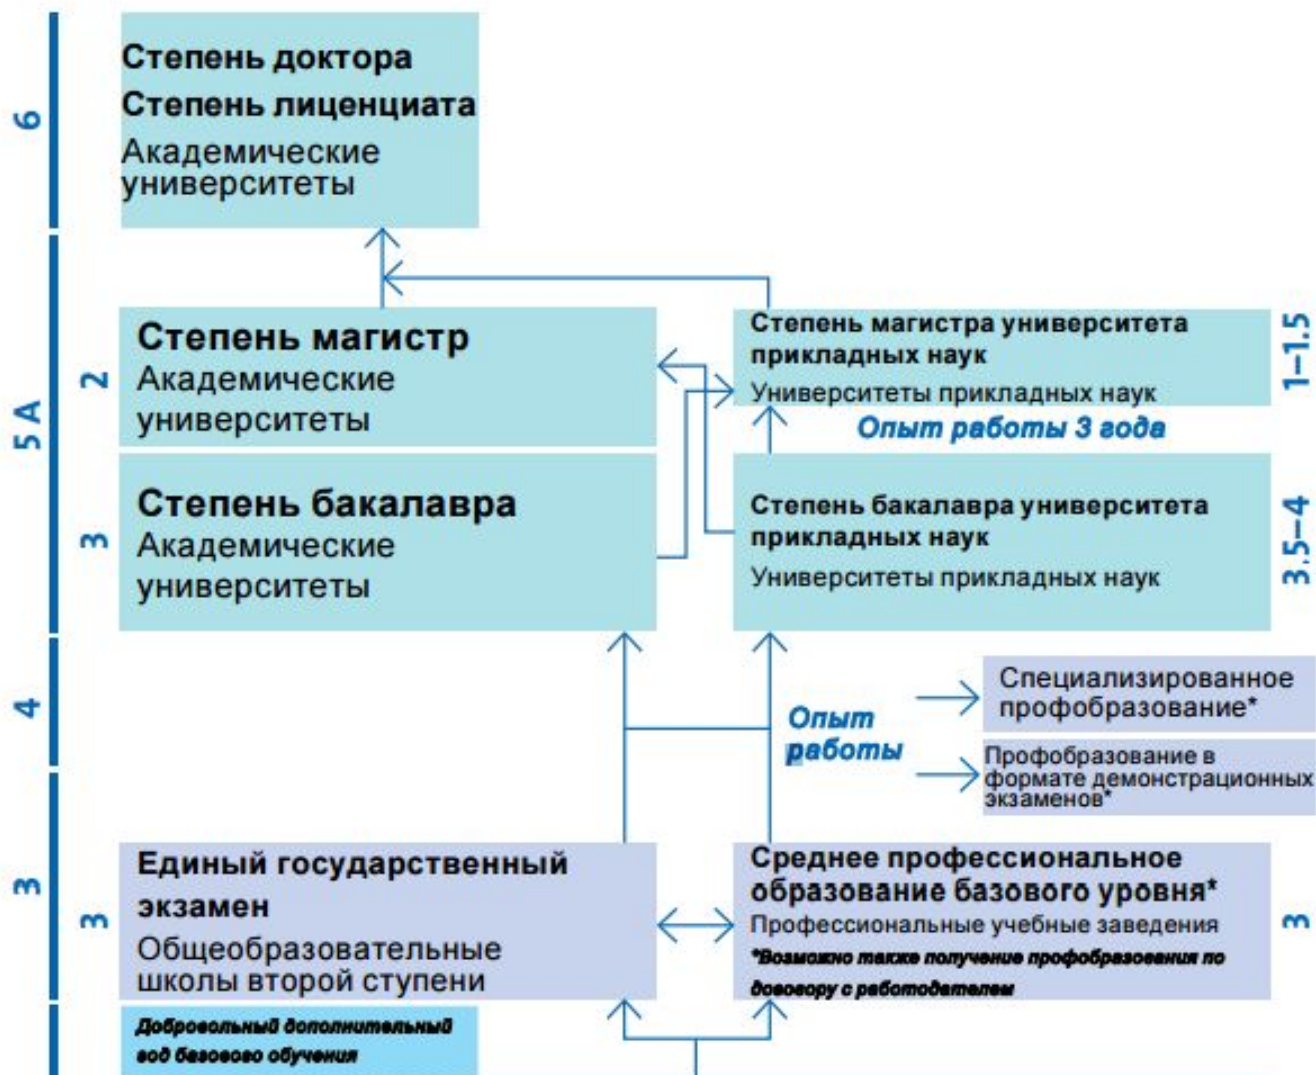 6
Степень доктора
Степень лиценциата
Академические
университеты
5 A
2
Степень магистр
Академические
университеты
Степень магистра университета
прикладных наук
Университеты прикладных наук
1–1.5
Опыт работы 3 года
3
Степень бакалавра
Академические
университеты
Степень бакалавра университета
прикладных наук
Университеты прикладных наук
3.5–4
4
Опыт
работы
Специализированное
профобразование*
Профобразование в
формате демонстрационных
экзаменов*
3
3
Единый государственный
экзамен
Общеобразовательные
школы второй ступени
Среднее профессиональное
образование базового уровня*
Профессиональные учебные заведения
*Возможно также получение профобразования по
договору с работодателем
3
Добровольный дополнительный
год базового обучения